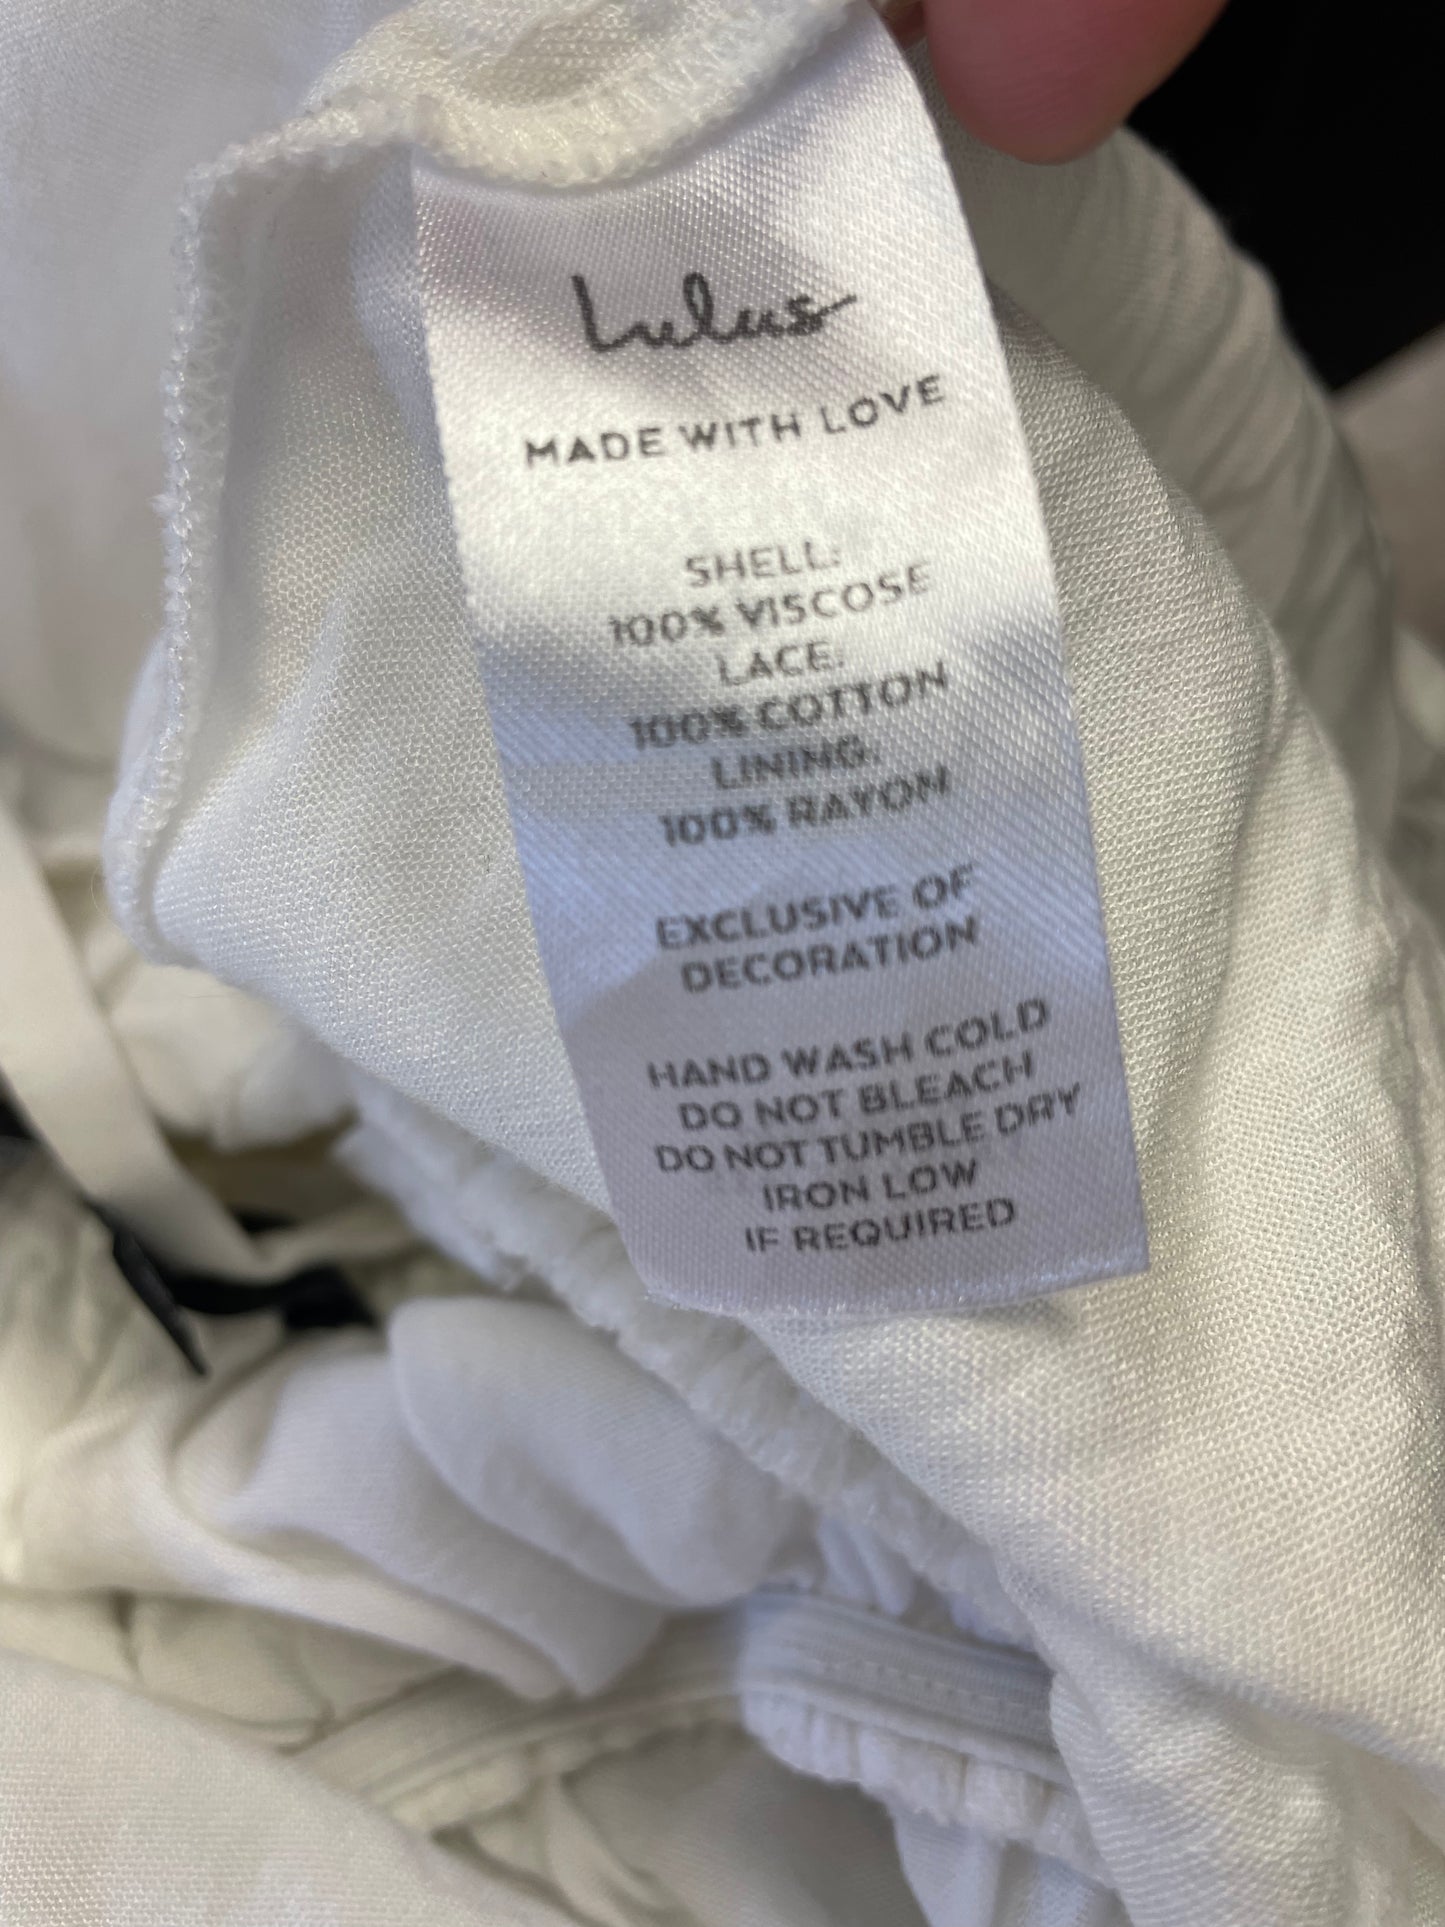 Lulus
MADE WITH LOVE
SHELL:
100% VISCOSE
LACE:
100% COTTON
LINING:
100% RAYON
EXCLUSIVE OF
DECORATION
HAND WASH COLD
DO NOT BLEACH
DO NOT TUMBLE DRY
IRON LOW
IF REQUIRED